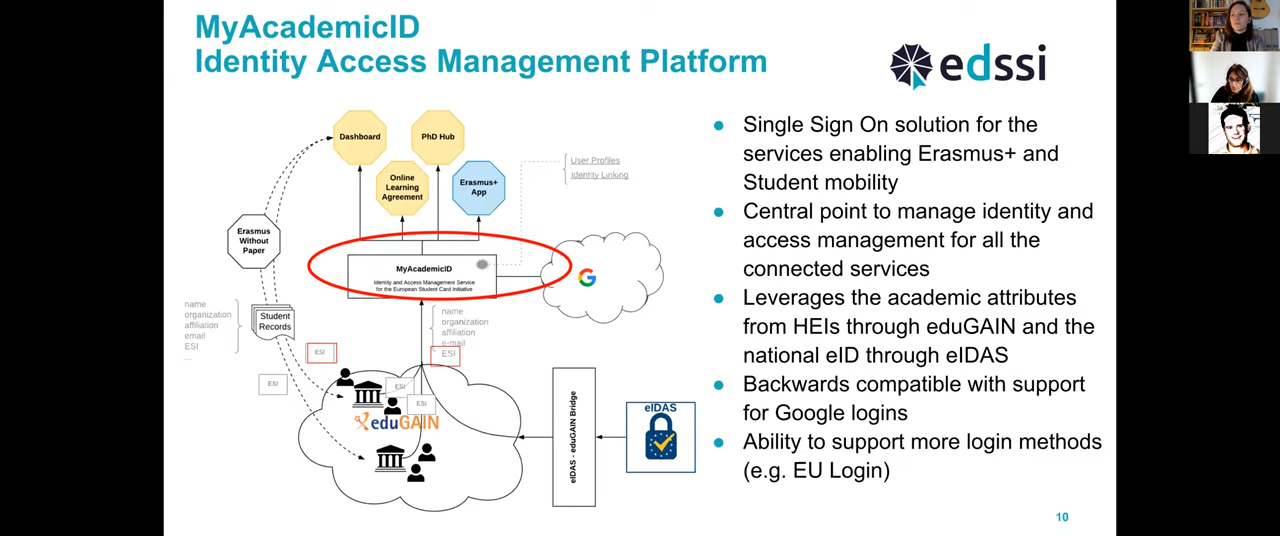 MyAcademicID
Identity Access Management Platform
edssi
Dashboard
PhD Hub
Online
Learning
Agreement
Erasmus+
App
User Profiles
Identity Linking
Erasmus
Without
Paper
MyAcademicID
Identity and Access Management Service
for the European Student Card Initiative
G
name
organization
affiliation
email
ESI
...
Student
Records
name
organization
affiliation
e-mail
ESI
ESI
ESI
ESI
ESI
eduGAIN
eIDAS - eduGAIN Bridge
eIDAS
• Single Sign On solution for the
services enabling Erasmus+ and
Student mobility
• Central point to manage identity and
access management for all the
connected services
• Leverages the academic attributes
from HEIs through eduGAIN and the
national eID through eIDAS
• Backwards compatible with support
for Google logins
• Ability to support more login methods
(e.g. EU Login)
10